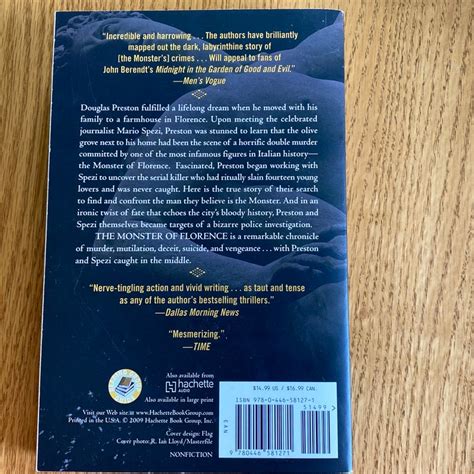 "Incredible and harrowing . . . The authors have brilliantly
mapped out the dark, labyrinthine story of
[the Monster's] crimes . . . Will appeal to fans of
John Berendt's Midnight in the Garden of Good and Evil."
—Men's Vogue
Douglas Preston fulfilled a lifelong dream when he moved with his
family to a farmhouse in Florence. Upon meeting the celebrated
journalist Mario Spezi, Preston was stunned to learn that the olive
grove next to his home had been the scene of a horrific double murder
committed by one of the most infamous figures in Italian history—
the Monster of Florence. Fascinated, Preston began working with
Spezi to uncover the serial killer who had ritually slain fourteen young
lovers and was never caught. Here is the true story of their search
to find and confront the man they believe is the Monster. And in an
ironic twist of fate that echoes the city's bloody history, Preston and
Spezi themselves became targets of a bizarre police investigation.
THE MONSTER OF FLORENCE is a remarkable chronicle
of murder, mutilation, deceit, suicide, and vengeance . . . with Preston
and Spezi caught in the middle.
"Nerve-tingling action and vivid writing . . . as taut and tense
as any of the author's bestselling thrillers."
—Dallas Morning News
"Mesmerizing."
—TIME
Also available from
hachette
AUDIO
Also available in large print
Visit our Web site www.HachetteBookGroup.com
Printed in the U.S.A. © 2009 Hachette Book Group, Inc.
Cover design: Flag
Cover photo: R. Ian Lloyd/Masterfile
NONFICTION
$14.99 US / $16.99 CAN.
ISBN 978-0-446-58127-1
51499
EAN
9 780446 581271